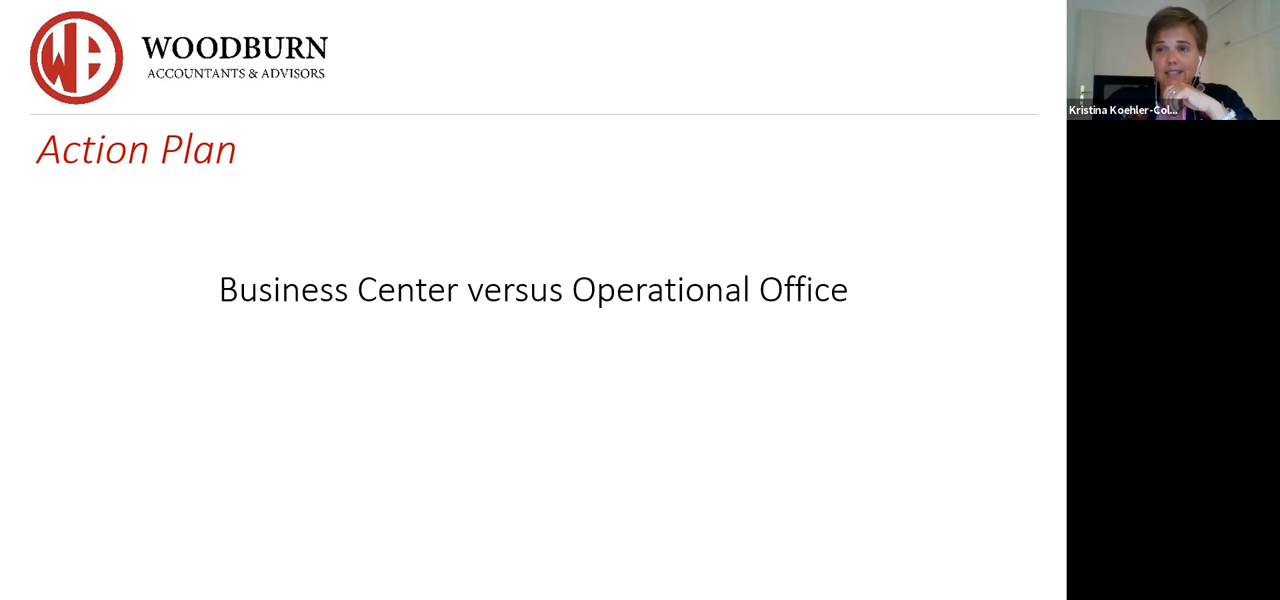 WOODBURN
ACCOUNTANTS & ADVISORS
Kristina Koehler-Col...
Action Plan
Business Center versus Operational Office